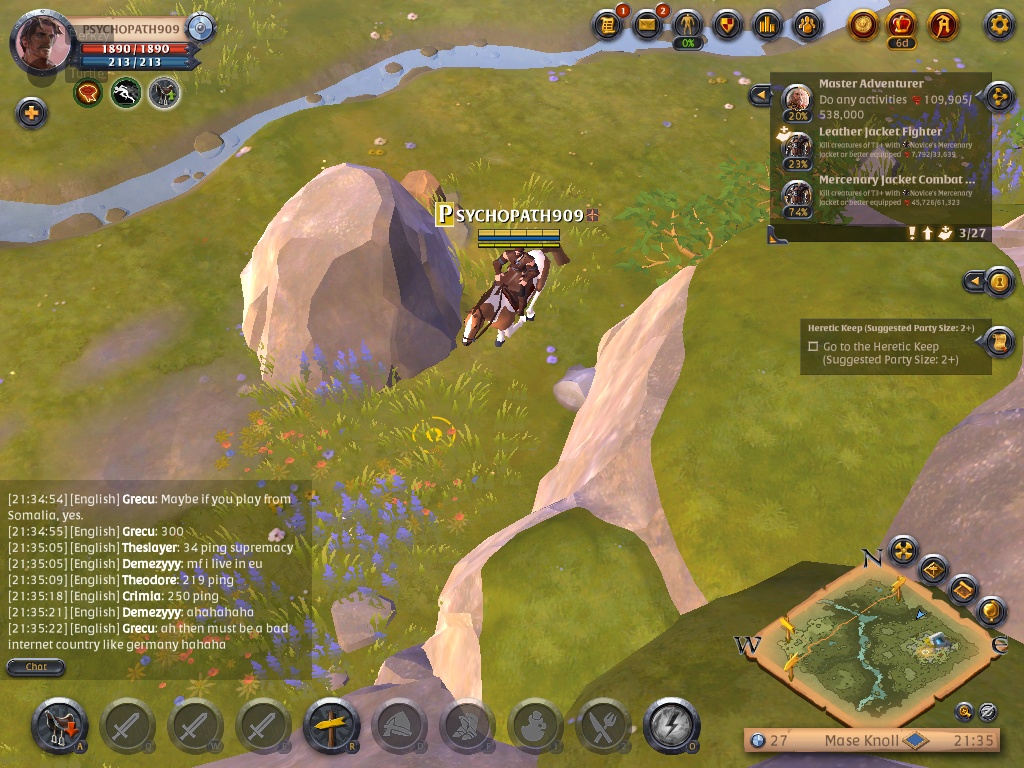 PSYCHOPATH909
1890 / 1890
213 / 213
Turtle
1
2
0%
6d
Master Adventurer
Do any activities 109,905/
538,000
20%
Leather Jacket Fighter
Kill creatures of T1+ with Novice's Mercenary
Jacket or better equipped 7,792/33,639
23%
Mercenary Jacket Combat ...
Kill creatures of T1+ with Novice's Mercenary
Jacket or better equipped 45,726/61,323
74%
3/27
PSYCHOPATH909
Heretic Keep (Suggested Party Size: 2+)
Go to the Heretic Keep
(Suggested Party Size: 2+)
[21:34:54] [English] Grecu: Maybe if you play from
Somalia, yes.
[21:34:55] [English] Grecu: 300
[21:35:05] [English] Theslayer: 34 ping supremacy
[21:35:05] [English] Demezyyy: mf i live in eu
[21:35:09] [English] Theodore: 219 ping
[21:35:18] [English] Crimla: 250 ping
[21:35:21] [English] Demezyyy: ahahahaha
[21:35:22] [English] Grecu: ah then must be a bad
internet country like germany hahaha
Chat
N
W
E
A
Q
W
E
R
D
F
1
2
O
27 Mase Knoll 21:35